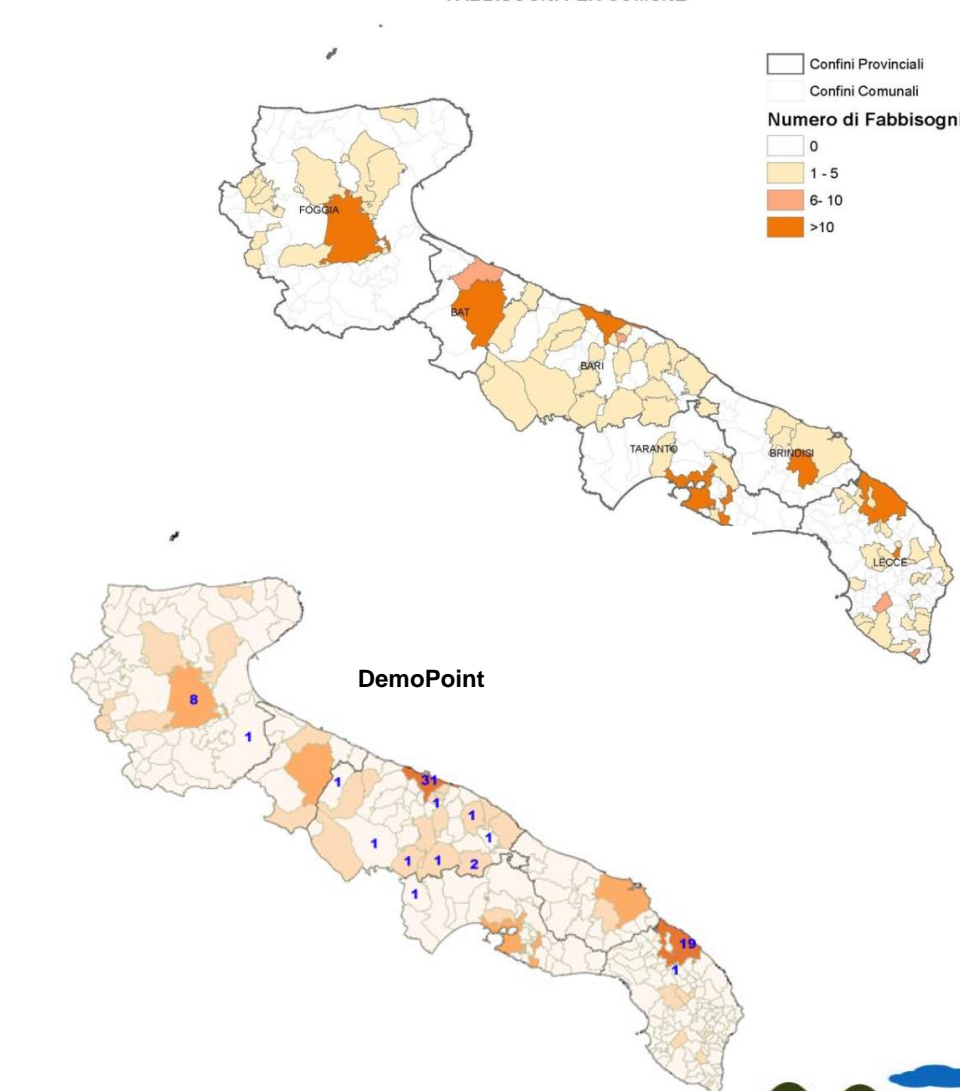 Confini Provinciali
Confini Comunali
Numero di Fabbisogni
0
1 - 5
6- 10
>10
FOGGIA
BAT
BARI
TARANTO
BRINDISI
LECCE
DemoPoint
8
1
31
1
1
1
1
1
1
1
2
1
19
1